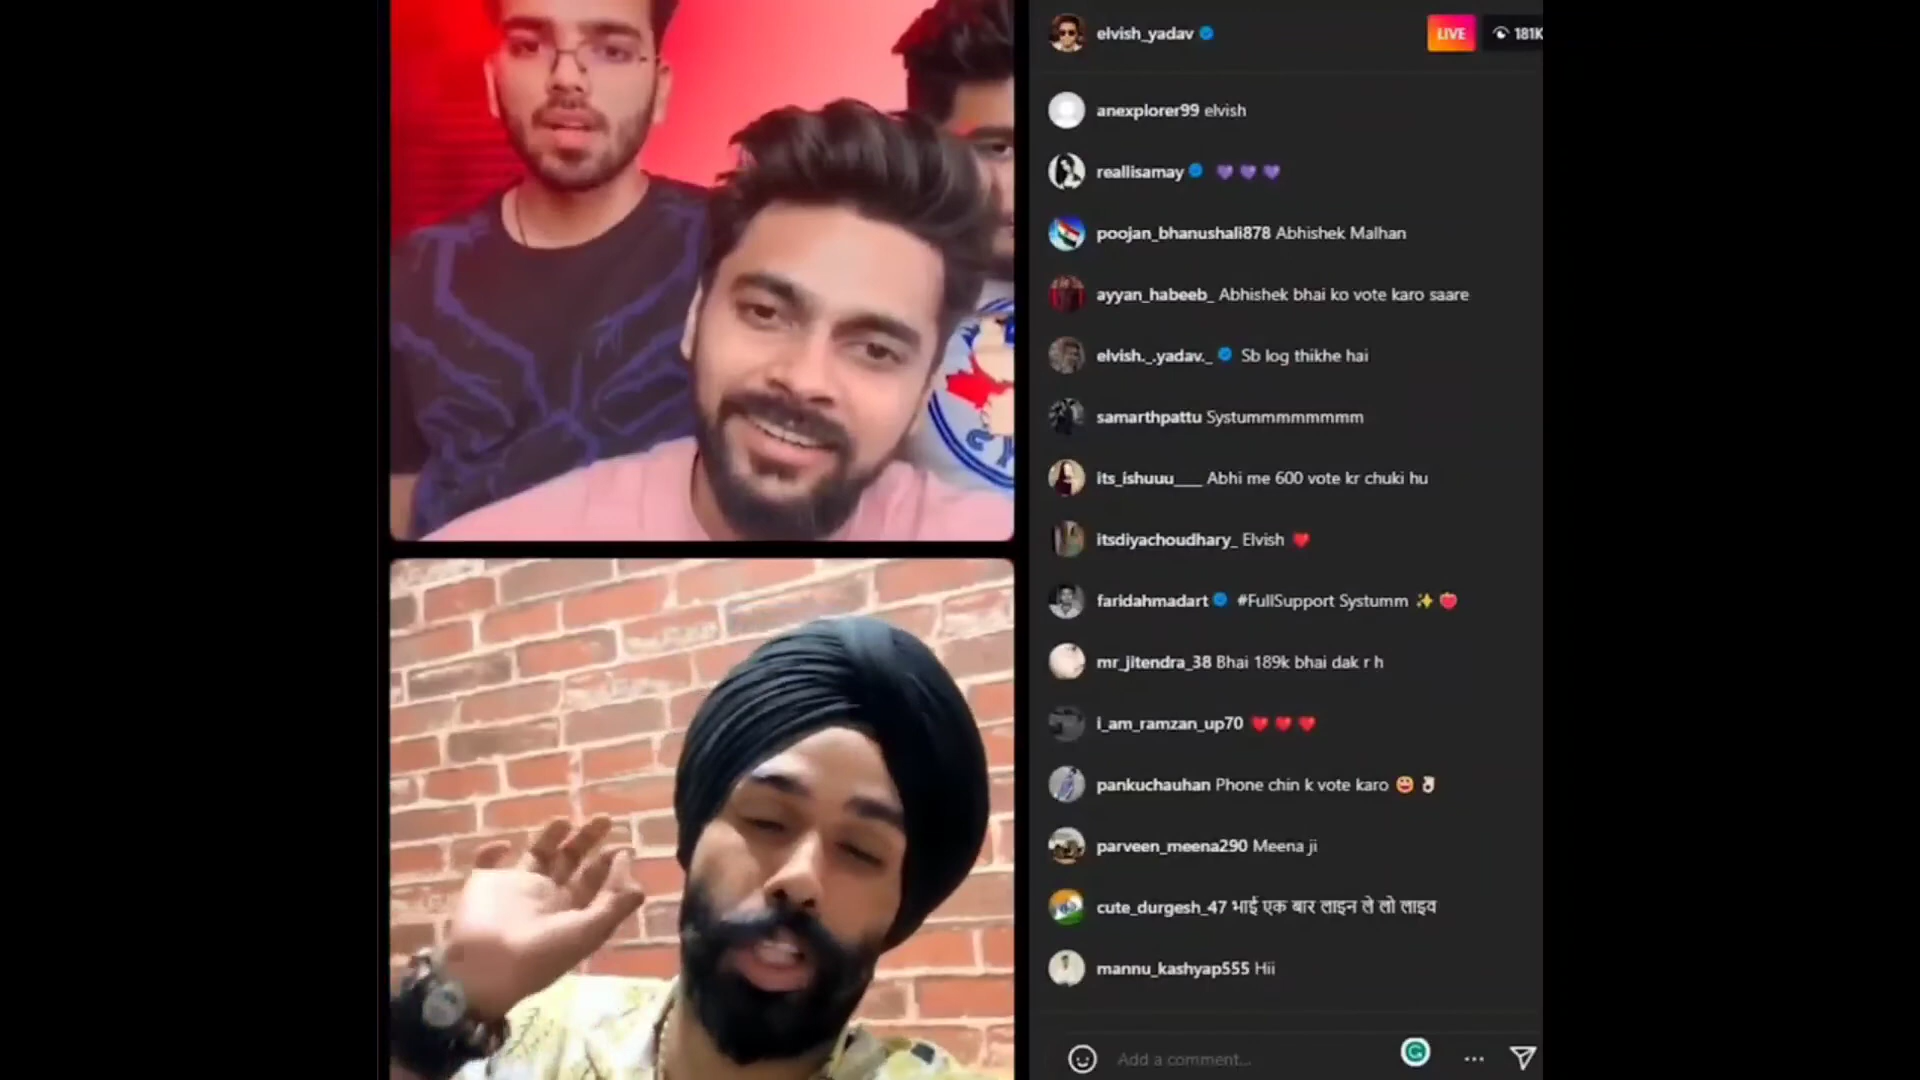 elvish_yadav LIVE 181K
anexplorer99 elvish
reallisamay 💜 💜 💜
poojan_bhanushali878 Abhishek Malhan
ayyan_habeeb_ Abhishek bhai ko vote karo saare
elvish._.yadav._ Sb log thikhe hai
samarthpattu Systummmmmmmm
its_ishuuu___ Abhi me 600 vote kr chuki hu
itsdiyachoudhary_ Elvish ❤️
faridahmadart #FullSupport Systumm ✨ 🍅
mr_jitendra_38 Bhai 189k bhai dak r h
i_am_ramzan_up70 ❤️ ❤️ ❤️
pankuchauhan Phone chin k vote karo 😆 👌🏻
parveen_meena290 Meena ji
cute_durgesh_47 भाई एक बार लाइन ले लो लाइव
mannu_kashyap555 Hii
Add a comment...